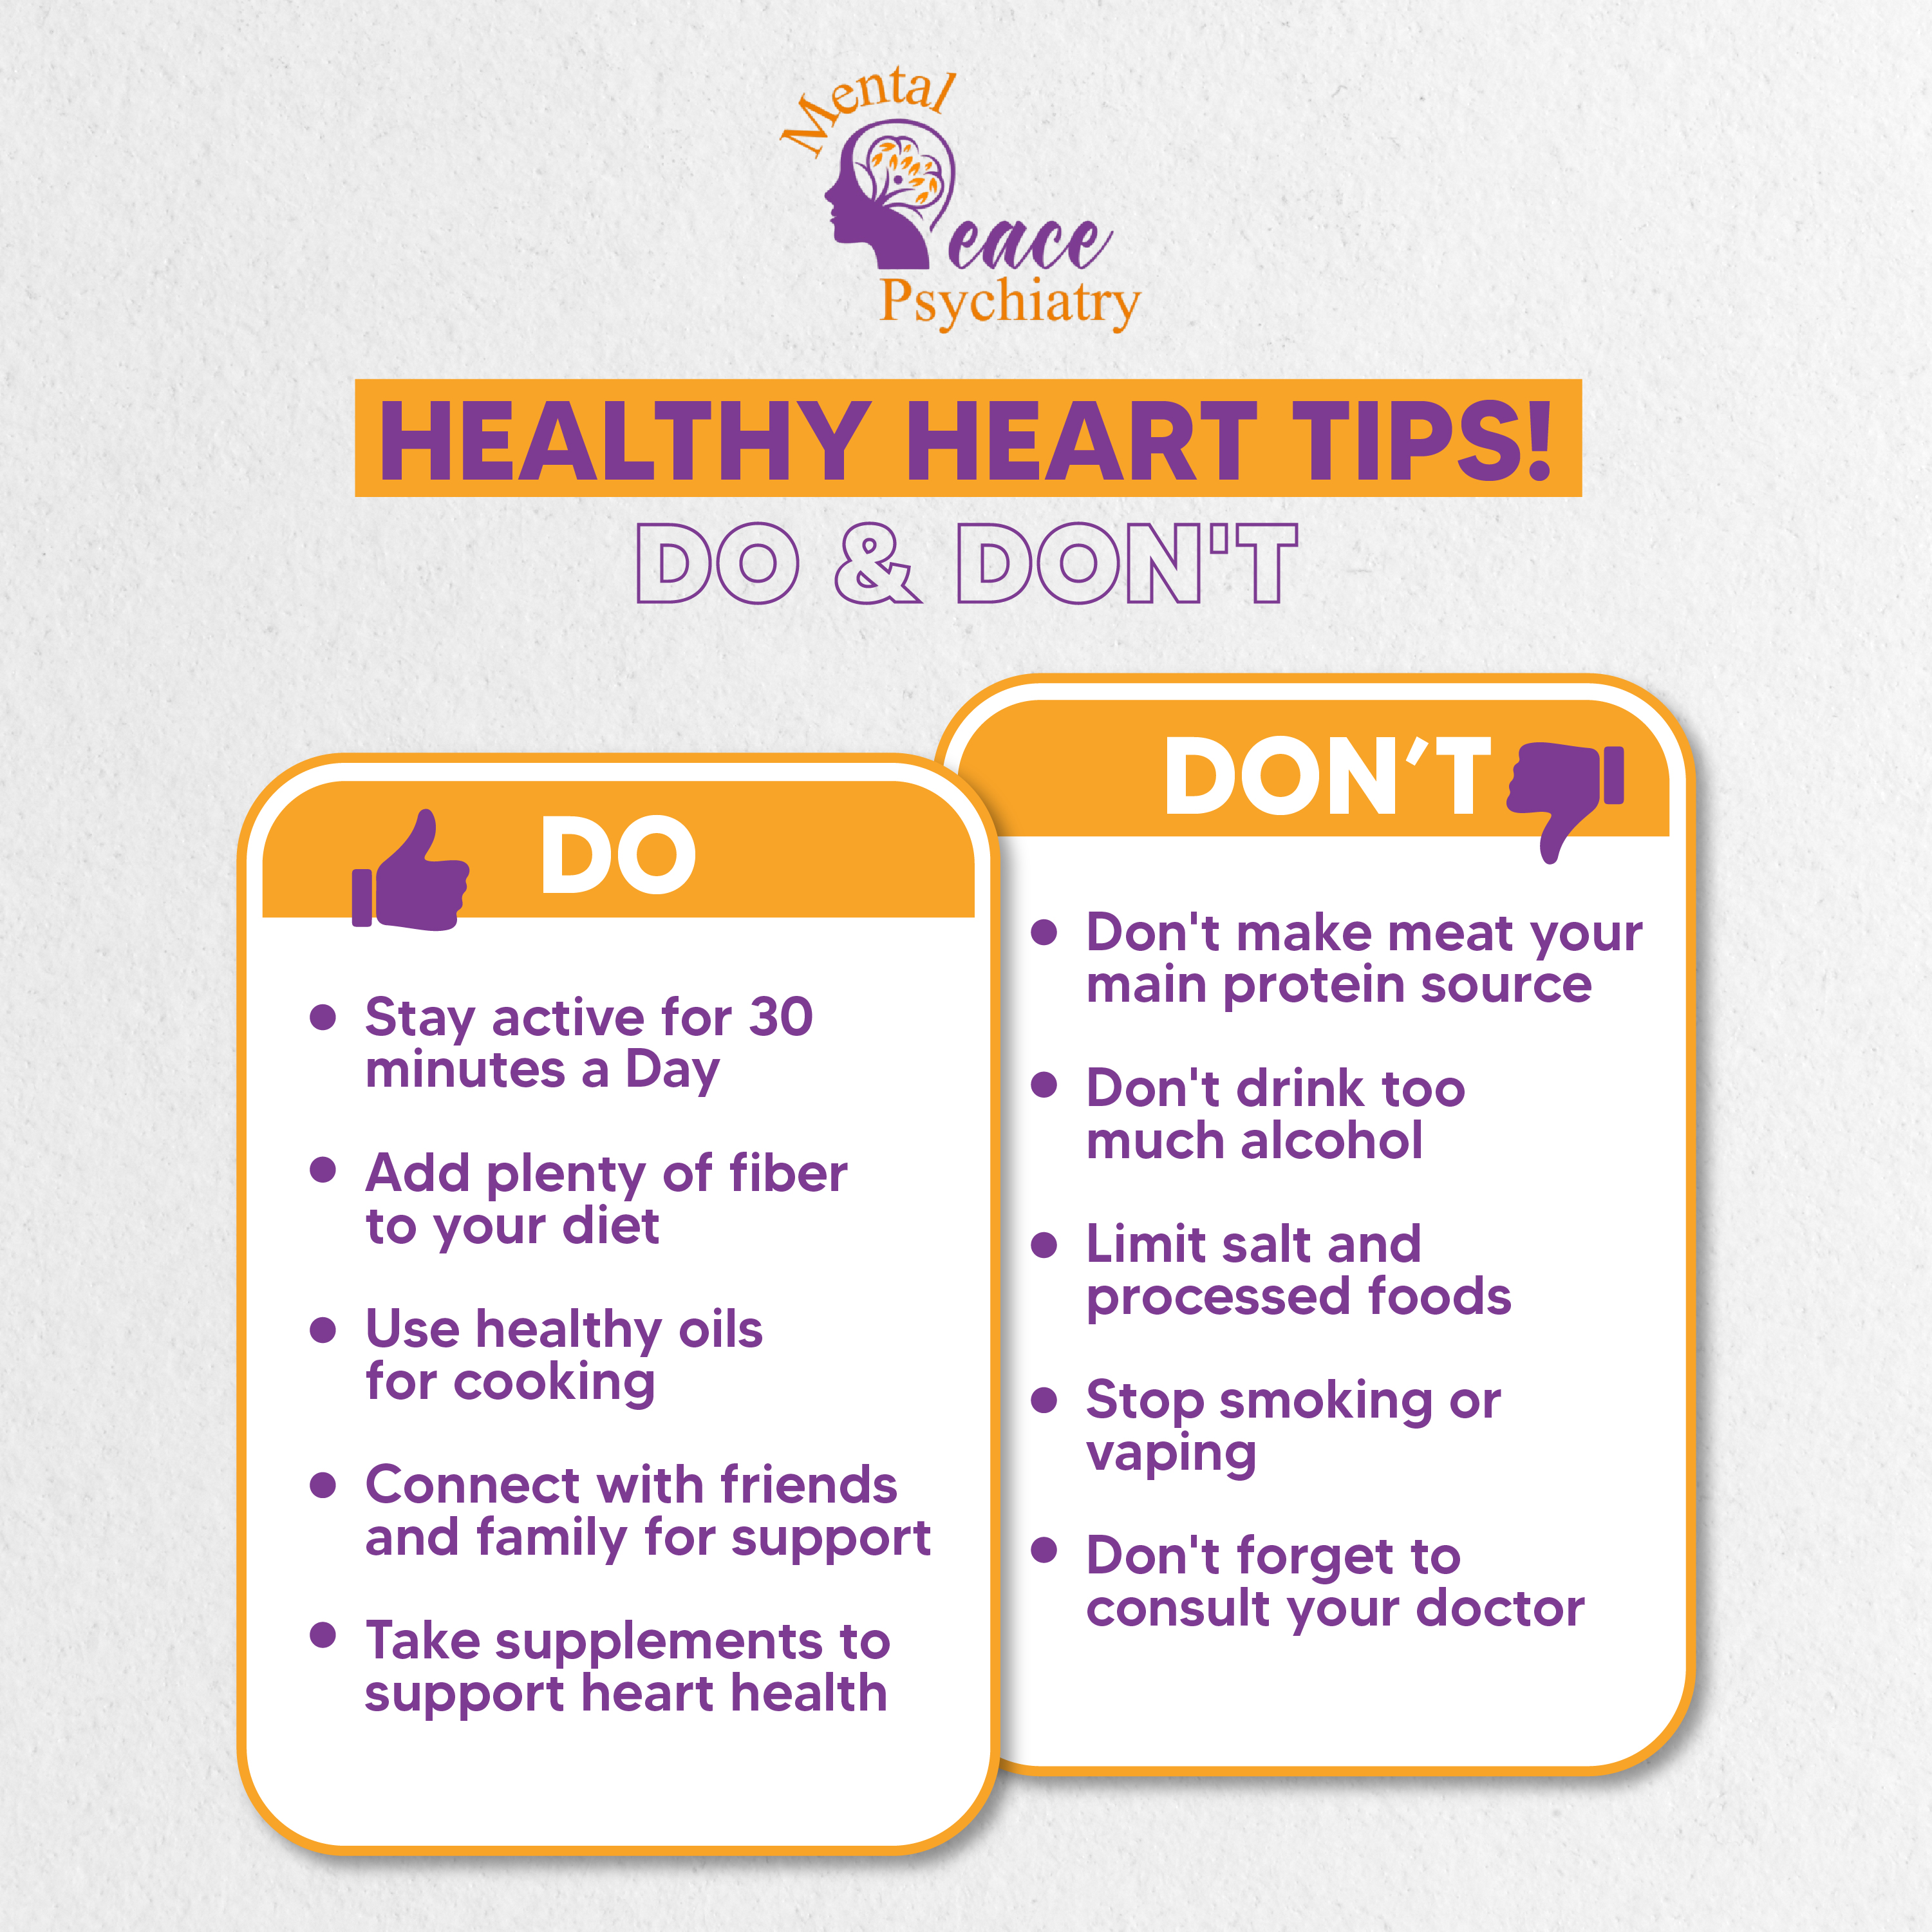 Mental
Peace
Psychiatry
HEALTHY HEART TIPS!
DO & DON'T
DO
Stay active for 30
minutes a Day
Add plenty of fiber
to your diet
Use healthy oils
for cooking
Connect with friends
and family for support
Take supplements to
support heart health
DON’T
Don't make meat your
main protein source
Don't drink too
much alcohol
Limit salt and
processed foods
Stop smoking or
vaping
Don't forget to
consult your doctor